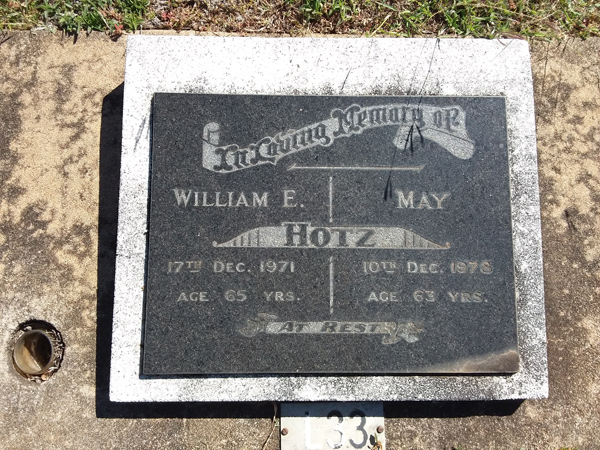 In Loving Memory of
WILLIAM E. MAY
HOTZ
17TH DEC. 1971 10TH DEC. 1978
AGE 65 YRS. AGE 63 YRS.
AT REST
L33